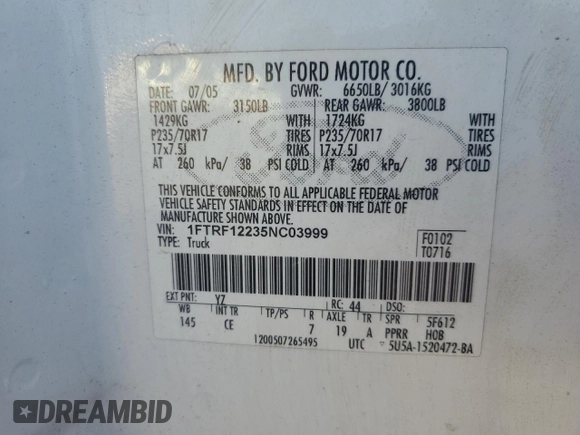 MFD. BY FORD MOTOR CO.
DATE: 07/05 GVWR: 6650LB/ 3016KG
FRONT GAWR: 3150LB REAR GAWR: 3800LB
1429KG WITH 1724KG WITH
P235/70R17 TIRES P235/70R17 TIRES
17x7.5J RIMS 17x7.5J RIMS
AT 260 kPa/ 38 PSI COLD AT 260 kPa/ 38 PSI COLD
THIS VEHICLE CONFORMS TO ALL APPLICABLE FEDERAL MOTOR
VEHICLE SAFETY STANDARDS IN EFFECT ON THE DATE OF
MANUFACTURE SHOWN ABOVE.
VIN: 1FTRF12235NC03999 F0102
TYPE: Truck T0716
EXT PNT: Y7 RC: 44 DSO:
WB INT TR TP/PS R AXLE TR SPR 5F612
145 CE 7 19 A PPRR HOB
1200507265495 UTC 5U5A-1520472-BA
DREAMBID